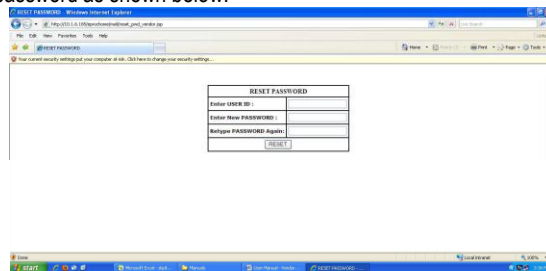 password as shown below.
RESET PASSWORD - Windows Internet Explorer
File Edit View Favorites Tools Help
RESET PASSWORD
Your current security settings put your computer at risk. Click here to change your security settings...
RESET PASSWORD
Enter USER ID :
Enter New PASSWORD :
Retype PASSWORD Again:
RESET
Done
Local intranet
100%
start
Manuals
RESET PASSWORD -